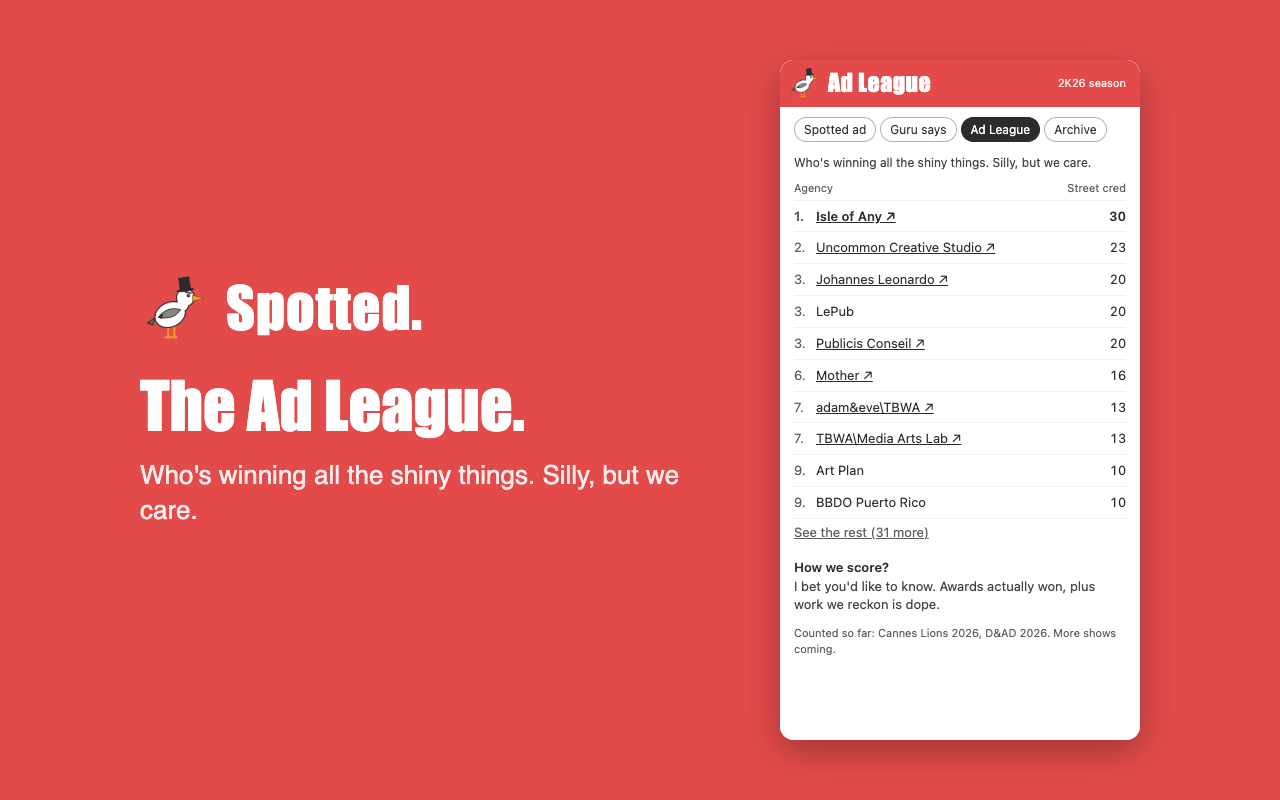 Spotted.
The Ad League.
Who's winning all the shiny things. Silly, but we
care.
Ad League
2K26 season
Spotted ad
Guru says
Ad League
Archive
Who's winning all the shiny things. Silly, but we care.
Agency Street cred
1. Isle of Any ↗ 30
2. Uncommon Creative Studio ↗ 23
3. Johannes Leonardo ↗ 20
3. LePub 20
3. Publicis Conseil ↗ 20
6. Mother ↗ 16
7. adam&eve\TBWA ↗ 13
7. TBWA\Media Arts Lab ↗ 13
9. Art Plan 10
9. BBDO Puerto Rico 10
See the rest (31 more)
How we score?
I bet you'd like to know. Awards actually won, plus
work we reckon is dope.
Counted so far: Cannes Lions 2026, D&AD 2026. More shows
coming.